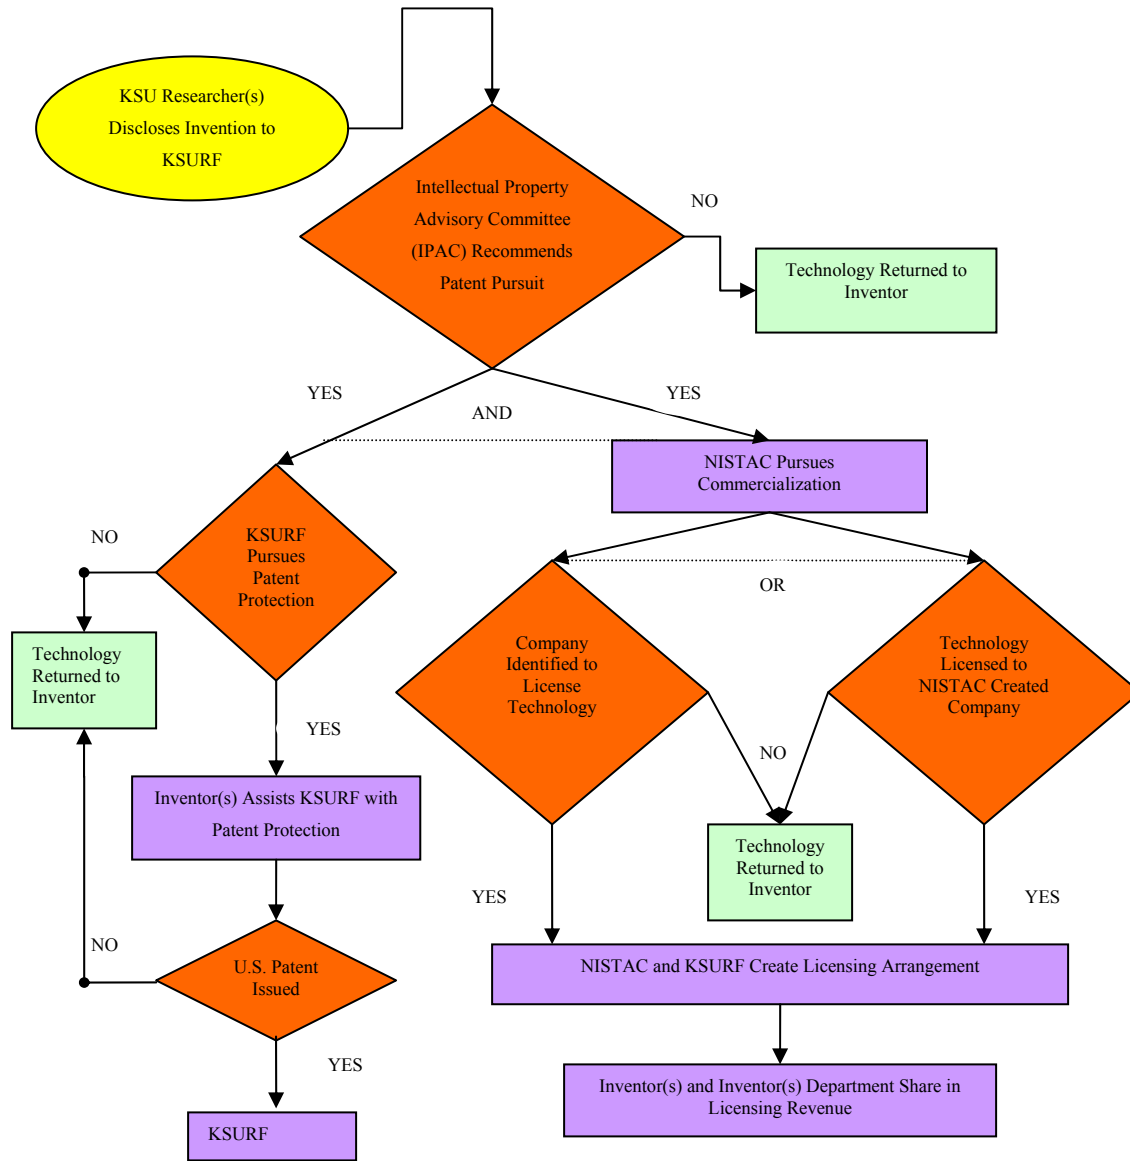 KSU Researcher(s)
Discloses Invention to
KSURF
Intellectual Property
Advisory Committee
(IPAC) Recommends
Patent Pursuit
NO
Technology Returned to
Inventor
YES
YES
AND
NISTAC Pursues
Commercialization
NO
KSURF
Pursues
Patent
Protection
OR
Technology
Returned to
Inventor
Company
Identified to
License
Technology
Technology
Licensed to
NISTAC Created
Company
YES
NO
Inventor(s) Assists KSURF with
Patent Protection
Technology
Returned to
Inventor
YES
YES
NO
U.S. Patent
Issued
NISTAC and KSURF Create Licensing Arrangement
YES
Inventor(s) and Inventor(s) Department Share in
Licensing Revenue
KSURF